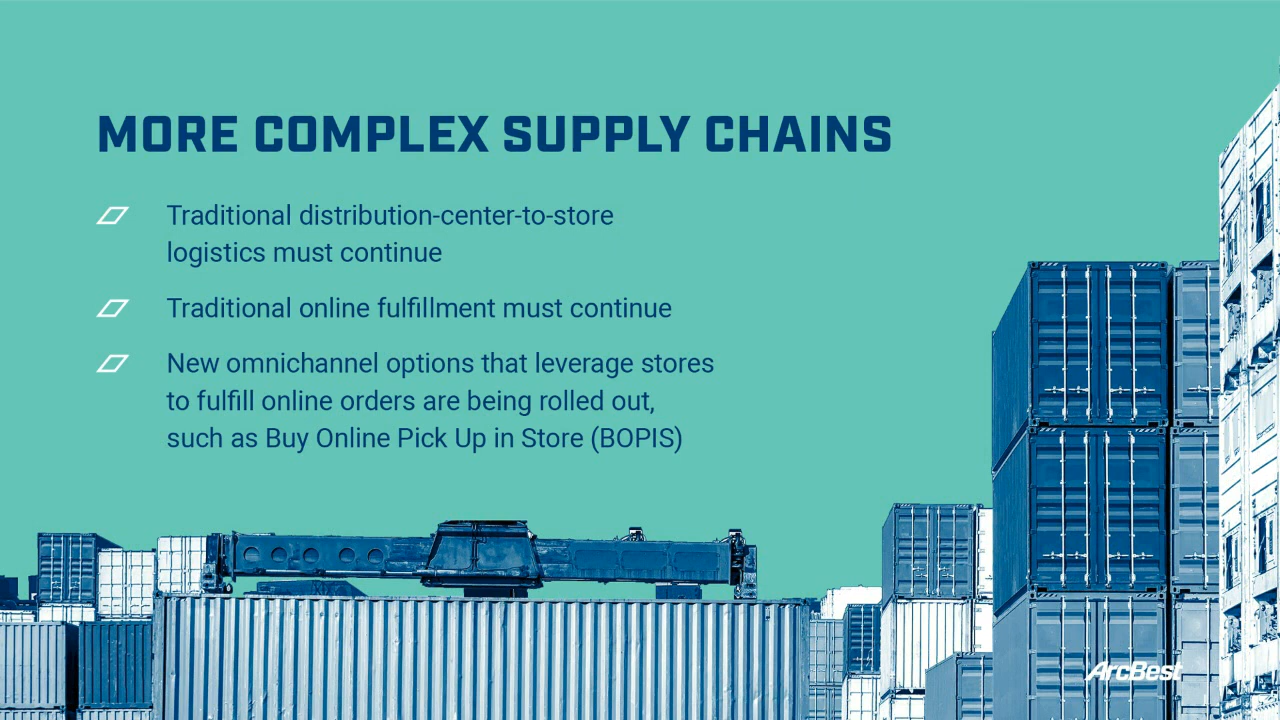 MORE COMPLEX SUPPLY CHAINS
Traditional distribution-center-to-store
logistics must continue
Traditional online fulfillment must continue
New omnichannel options that leverage stores
to fulfill online orders are being rolled out,
such as Buy Online Pick Up in Store (BOPIS)
ArcBest